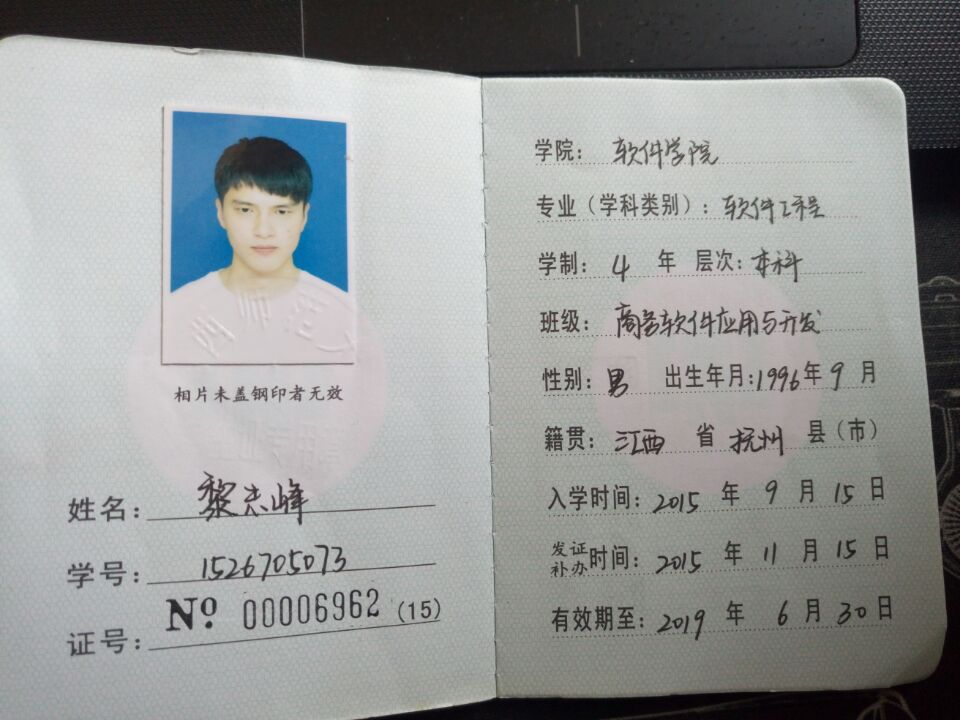 相片未盖钢印者无效
姓名：黎志峰
学号：1526705073
证号：№ 00006962 (15)
学院：软件学院
专业（学科类别）：软件工程
学制：4 年 层次：本科
班级：商务软件应用与开发
性别：男 出生年月：1996年9月
籍贯：江西 省 抚州 县（市）
入学时间：2015 年 9 月 15 日
发证补办时间：2015 年 11 月 15 日
有效期至：2019 年 6 月 30 日